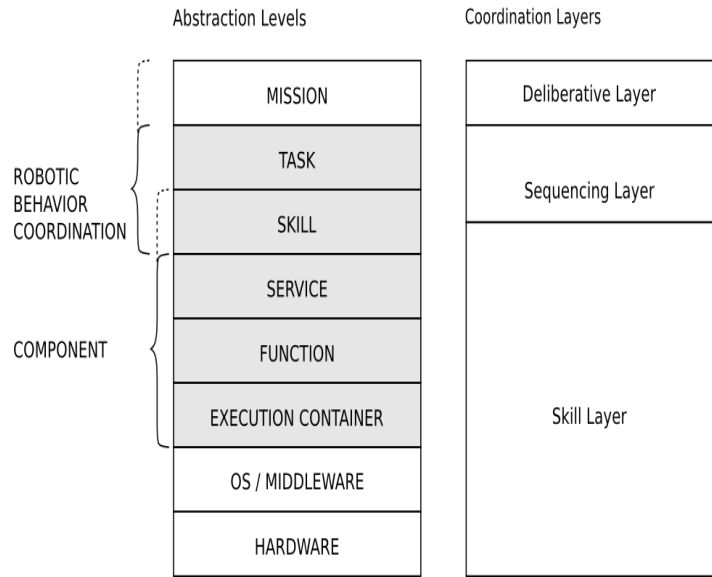 Abstraction Levels
Coordination Layers
MISSION
Deliberative Layer
TASK
ROBOTIC
BEHAVIOR
COORDINATION
Sequencing Layer
SKILL
SERVICE
COMPONENT
FUNCTION
EXECUTION CONTAINER
Skill Layer
OS / MIDDLEWARE
HARDWARE